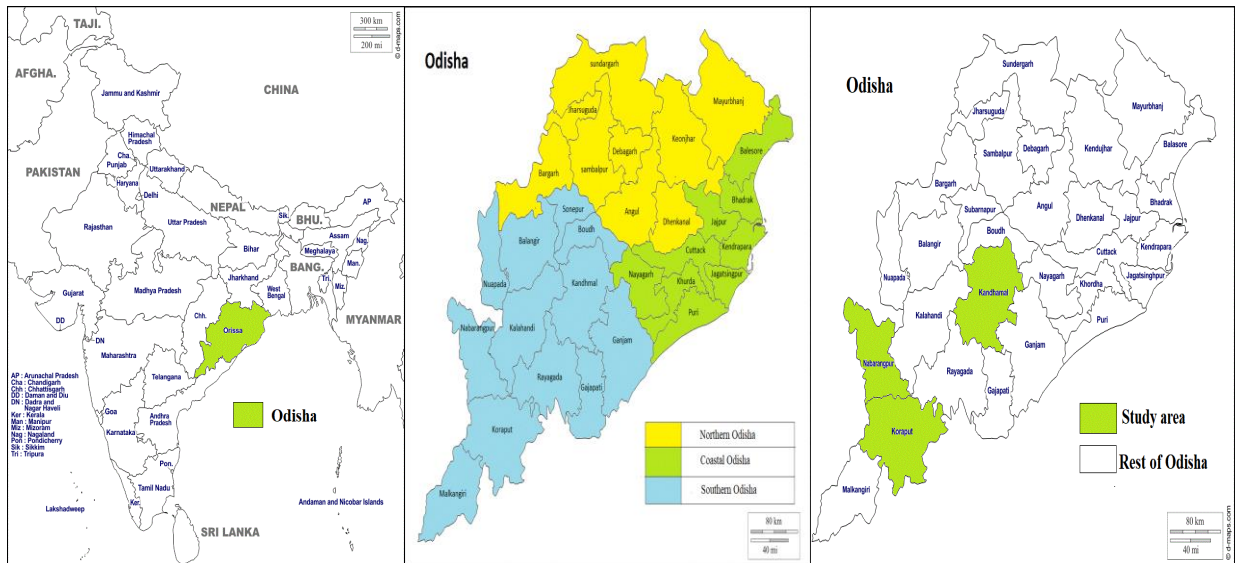 TAJI.
300 km
200 mi
© d-maps.com
AFGHA.
CHINA
Jammu and Kashmir
Himachal
Pradesh
PAKISTAN
Cha.
Punjab
Uttarakhand
Haryana
Delhi
NEPAL
AP
Sik.
BHU.
Rajasthan
Uttar Pradesh
Assam
Nag.
Bihar
Meghalaya
Man.
BANG.
Jharkhand
Tri.
Miz.
Gujarat
Madhya Pradesh
West
Bengal
DD
Chh.
Orissa
MYANMAR
DN
Maharashtra
Telangana
AP : Arunachal Pradesh
Cha : Chandigarh
Chh : Chhattisgarh
DD : Daman and Diu
DN : Dadra and
Nagar Haveli
Ker : Kerala
Man : Manipur
Miz : Mizoram
Nag : Nagaland
Pon : Pondicherry
Sik : Sikkim
Tri : Tripura
Goa
Andhra
Pradesh
Karnataka
Odisha
Pon.
Tamil Nadu
Ker.
Lakshadweep
Andaman and Nicobar Islands
SRI LANKA
Odisha
sundargarh
Jharsuguda
Mayurbhanj
Keonjhar
Debagarh
Balesore
Bargarh
sambalpur
Bhadrak
Sonepur
Angul
Dhenkanal
Jajpur
Boudh
Balangir
Cuttack
Kendrapara
Nayagarh
Jagatsingpur
Nuapada
Kandhmal
Khurda
Puri
Nabarangpur
Kalahandi
Ganjam
Rayagada
Gajapati
Koraput
Malkangiri
Northern Odisha
Coastal Odisha
Southern Odisha
80 km
40 mi
Odisha
Sundergarh
Jharsuguda
Mayurbhanj
Sambalpur
Debagarh
Kendujhar
Balasore
Bargarh
Subarnapur
Angul
Bhadrak
Dhenkanal
Jajpur
Boudh
Balangir
Cuttack
Kendrapara
Nuapada
Nayagarh
Jagatsinghpur
Kandhamal
Khordha
Kalahandi
Puri
Ganjam
Nabarangpur
Rayagada
Gajapati
Koraput
Study area
Rest of Odisha
Malkangiri
80 km
40 mi
© d-maps.com